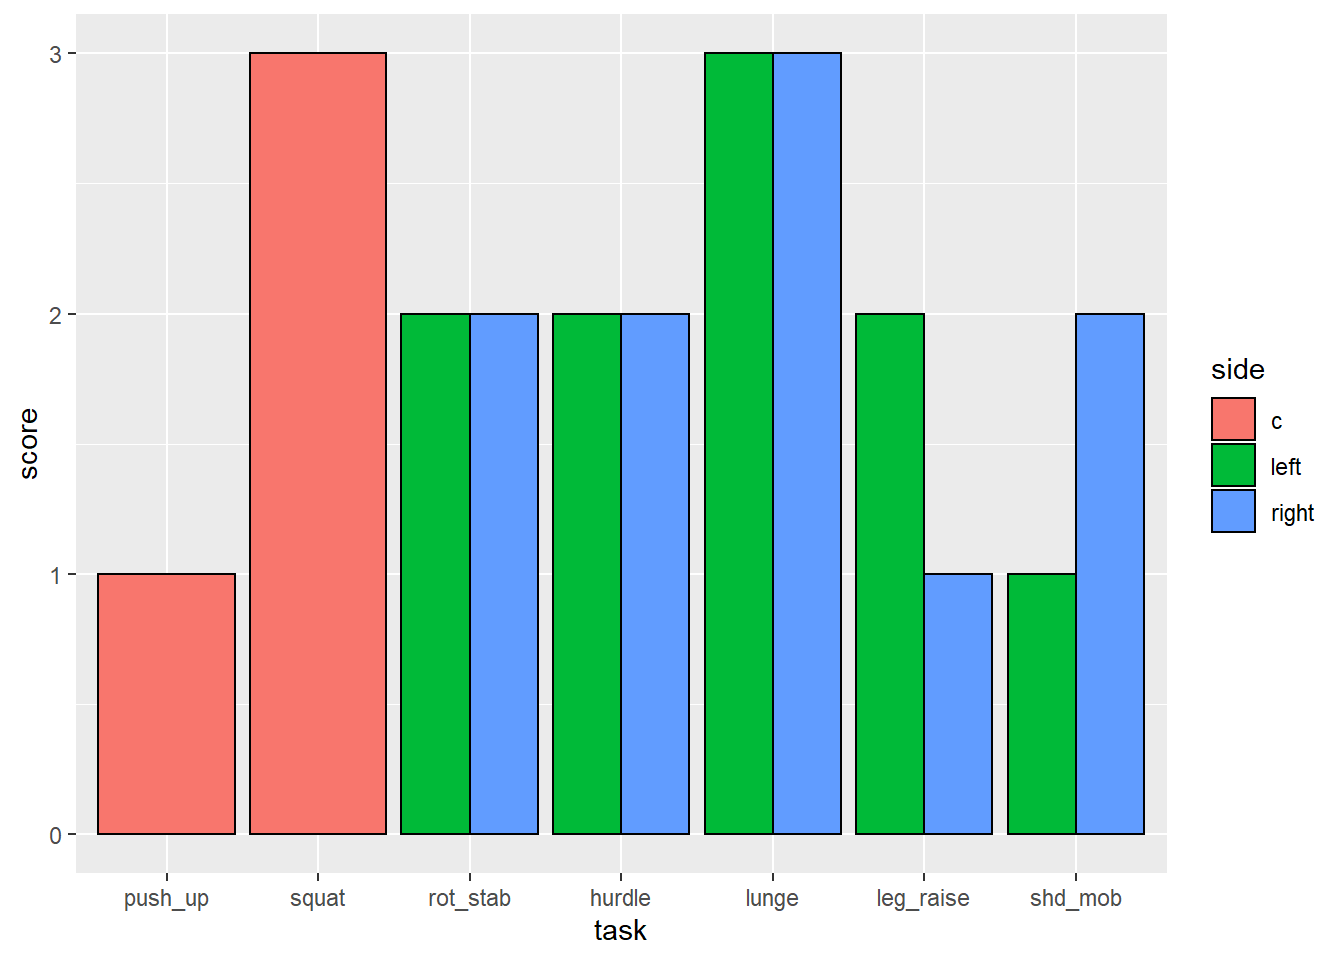 3
2
1
0
score
push_up squat rot_stab hurdle lunge leg_raise shd_mob
task
side
c
left
right